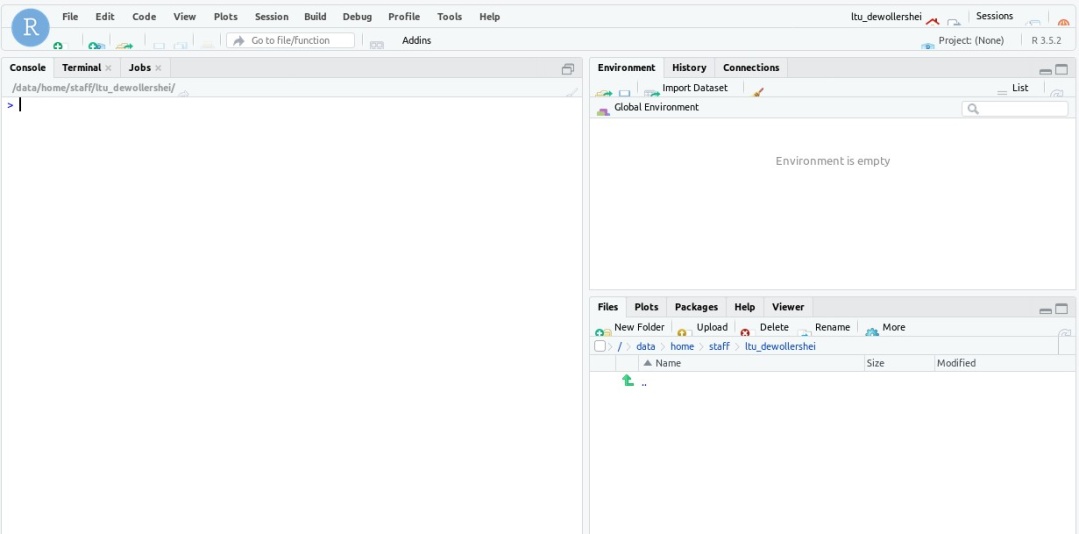 R File Edit Code View Plots Session Build Debug Profile Tools Help ltu_dewollershei Sessions
Go to file/function Addins Project: (None) R 3.5.2
Console Terminal Jobs
/data/home/staff/ltu_dewollershei/
>
Environment History Connections
Import Dataset List
Global Environment
Environment is empty
Files Plots Packages Help Viewer
New Folder Upload Delete Rename More
/ > data > home > staff > ltu_dewollershei
Name Size Modified
..